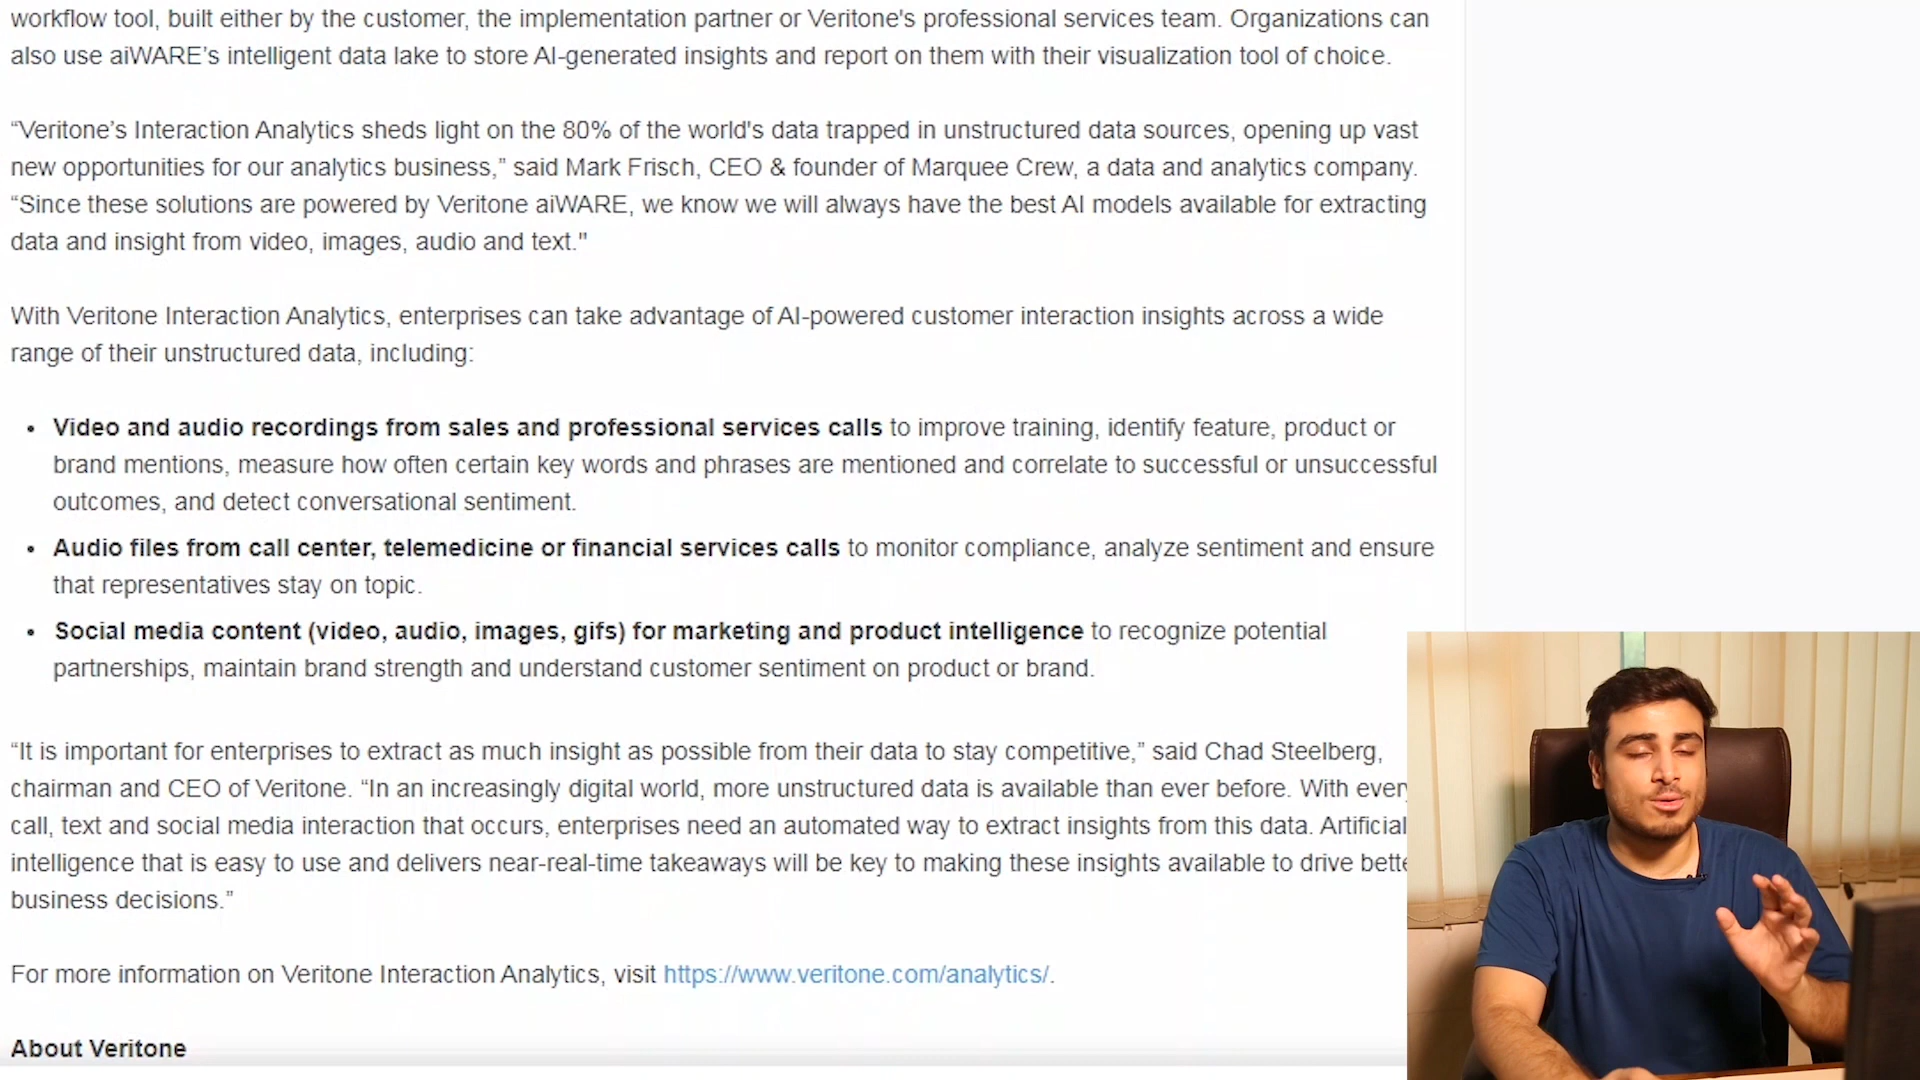 workflow tool, built either by the customer, the implementation partner or Veritone's professional services team. Organizations can
also use aiWARE’s intelligent data lake to store AI-generated insights and report on them with their visualization tool of choice.
“Veritone’s Interaction Analytics sheds light on the 80% of the world's data trapped in unstructured data sources, opening up vast
new opportunities for our analytics business,” said Mark Frisch, CEO & founder of Marquee Crew, a data and analytics company.
“Since these solutions are powered by Veritone aiWARE, we know we will always have the best AI models available for extracting
data and insight from video, images, audio and text."
With Veritone Interaction Analytics, enterprises can take advantage of AI-powered customer interaction insights across a wide
range of their unstructured data, including:
• Video and audio recordings from sales and professional services calls to improve training, identify feature, product or
brand mentions, measure how often certain key words and phrases are mentioned and correlate to successful or unsuccessful
outcomes, and detect conversational sentiment.
• Audio files from call center, telemedicine or financial services calls to monitor compliance, analyze sentiment and ensure
that representatives stay on topic.
• Social media content (video, audio, images, gifs) for marketing and product intelligence to recognize potential
partnerships, maintain brand strength and understand customer sentiment on product or brand.
“It is important for enterprises to extract as much insight as possible from their data to stay competitive,” said Chad Steelberg,
chairman and CEO of Veritone. “In an increasingly digital world, more unstructured data is available than ever before. With every
call, text and social media interaction that occurs, enterprises need an automated way to extract insights from this data. Artificial
intelligence that is easy to use and delivers near-real-time takeaways will be key to making these insights available to drive bette
business decisions.”
For more information on Veritone Interaction Analytics, visit https://www.veritone.com/analytics/.
About Veritone